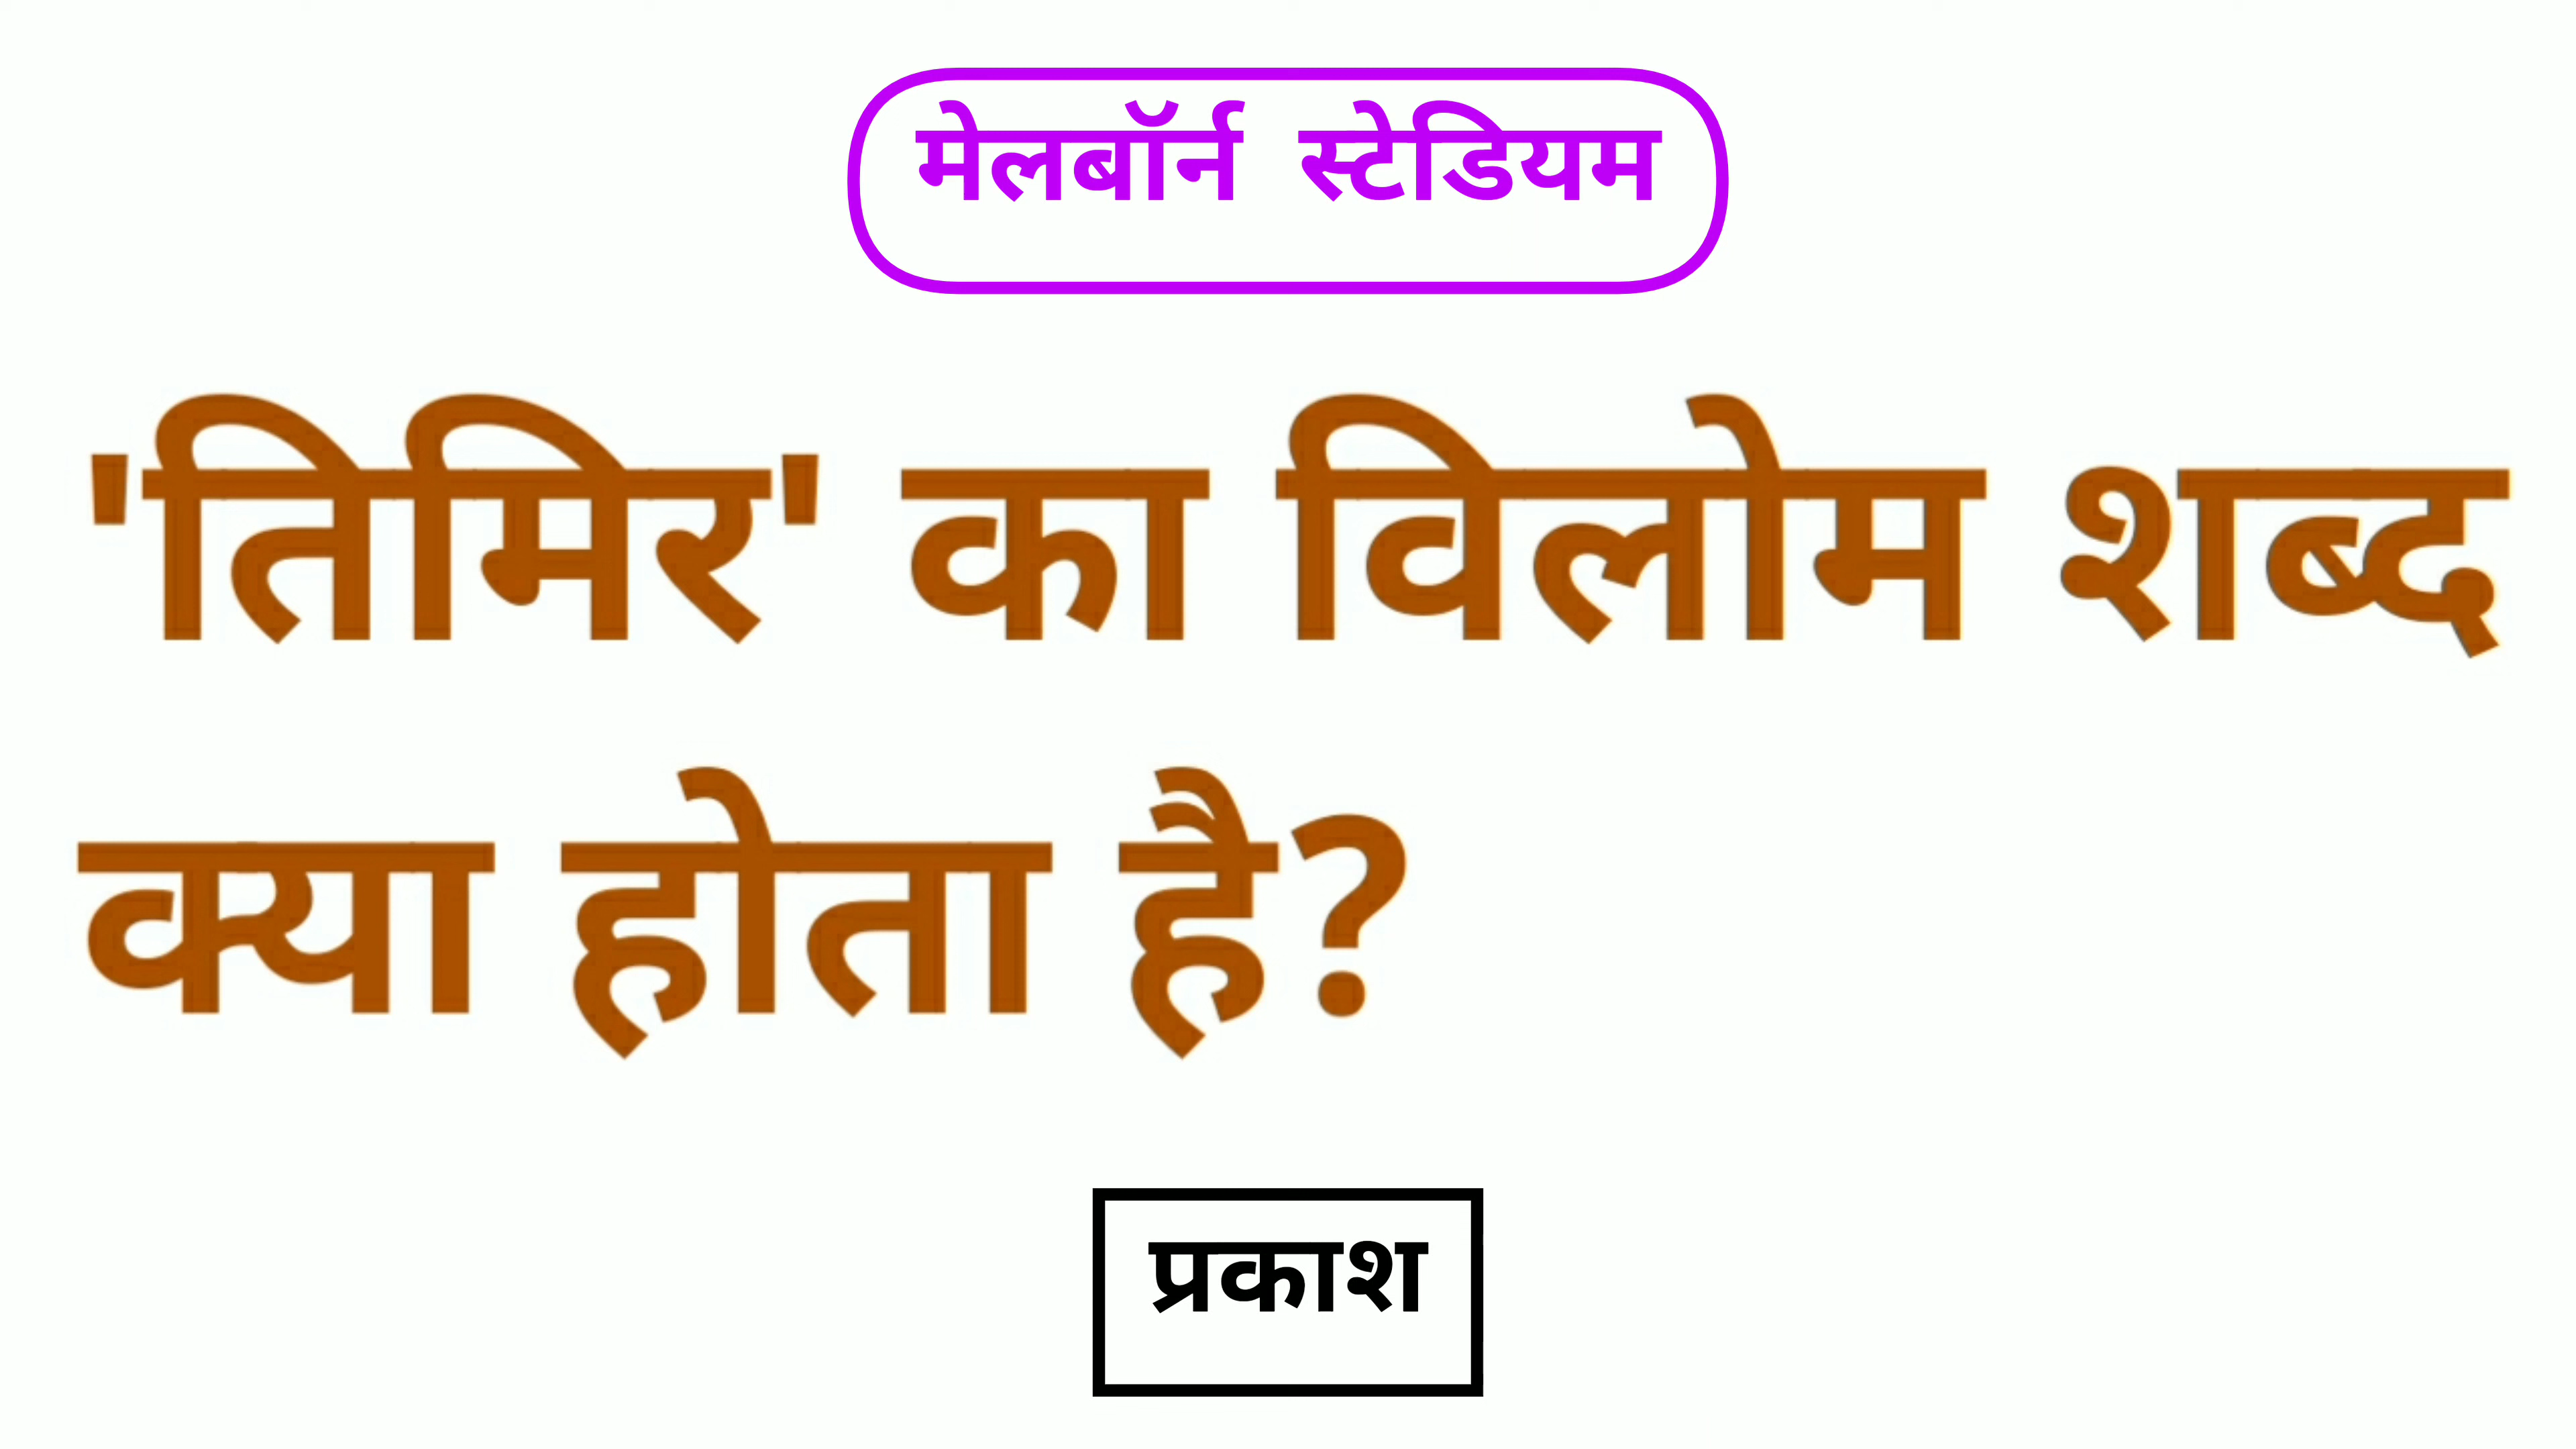 मेलबॉर्न स्टेडियम
'तिमिर' का विलोम शब्द
क्या होता है?
प्रकाश